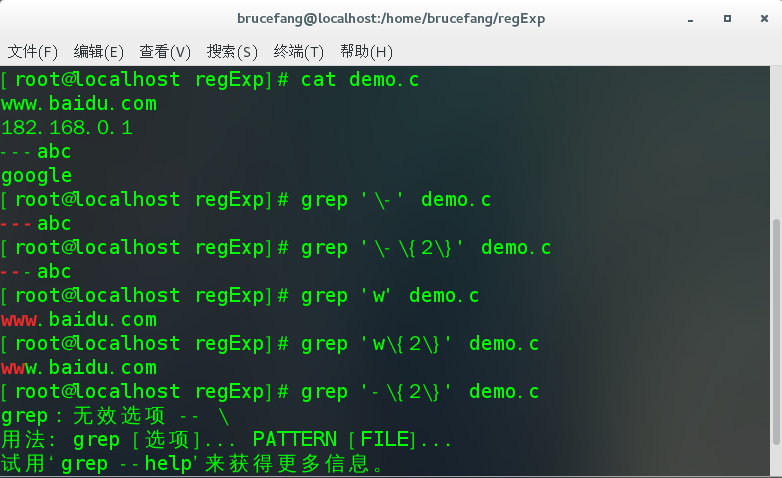 brucefang@localhost:/home/brucefang/regExp
文件(F) 编辑(E) 查看(V) 搜索(S) 终端(T) 帮助(H)
[root@localhost regExp]# cat demo.c
www.baidu.com
182.168.0.1
---abc
google
[root@localhost regExp]# grep '\-' demo.c
---abc
[root@localhost regExp]# grep '\-\{2\}' demo.c
---abc
[root@localhost regExp]# grep 'w' demo.c
www.baidu.com
[root@localhost regExp]# grep 'w\{2\}' demo.c
www.baidu.com
[root@localhost regExp]# grep '-\{2\}' demo.c
grep：无效选项 -- \
用法: grep [选项]... PATTERN [FILE]...
试用‘grep --help’来获得更多信息。